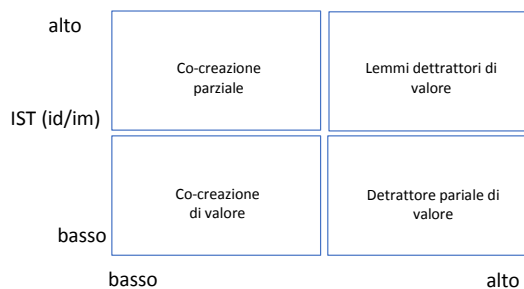 alto
Co-creazione
parziale
Lemmi dettrattori di
valore
IST (id/im)
Co-creazione
di valore
Detrattore pariale di
valore
basso
basso
alto